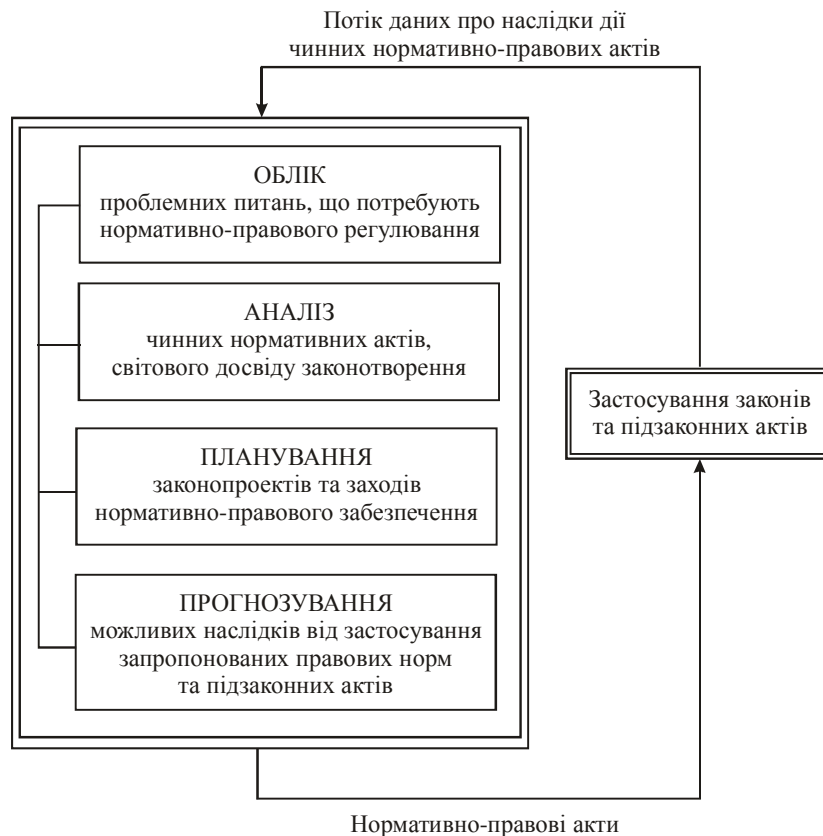 Потік даних про наслідки дії
чинних нормативно-правових актів
ОБЛІК
проблемних питань, що потребують
нормативно-правового регулювання
АНАЛІЗ
чинних нормативних актів,
світового досвіду законотворення
ПЛАНУВАННЯ
законопроектів та заходів
нормативно-правового забезпечення
ПРОГНОЗУВАННЯ
можливих наслідків від застосування
запропонованих правових норм
та підзаконних актів
Застосування законів
та підзаконних актів
Нормативно-правові акти